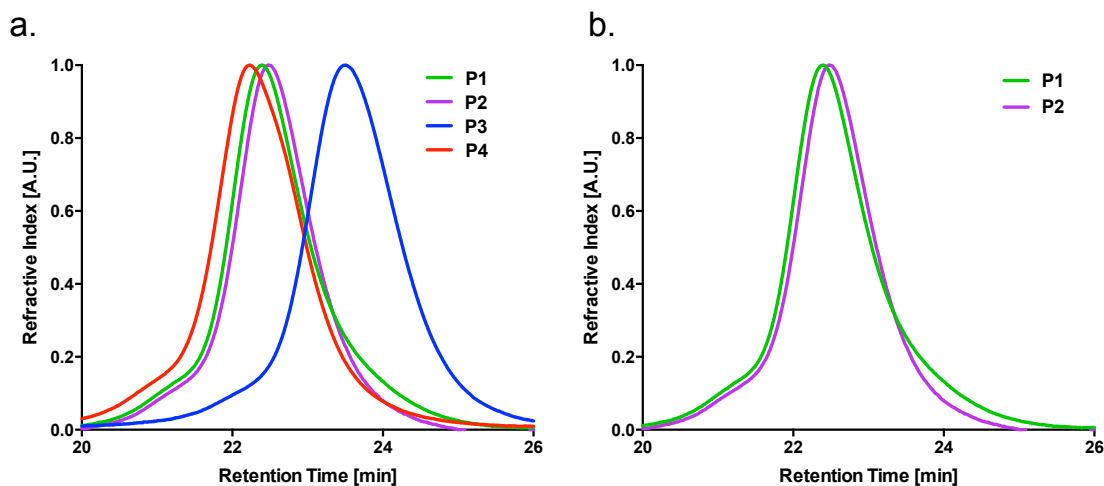 a.
Refractive Index [A.U.]
1.0
0.8
0.6
0.4
0.2
0.0
20
22
24
26
Retention Time [min]
P1
P2
P3
P4
b.
Refractive Index [A.U.]
1.0
0.8
0.6
0.4
0.2
0.0
20
22
24
26
Retention Time [min]
P1
P2